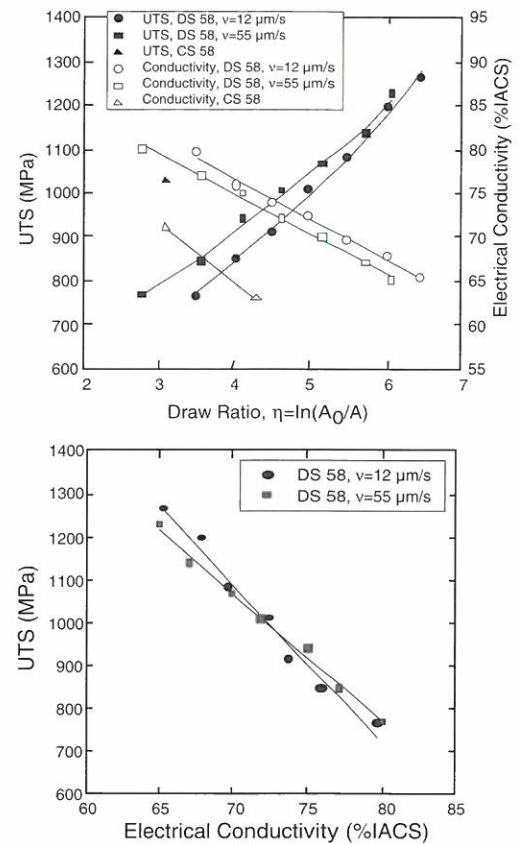 UTS, DS 58, ν=12 µm/s
UTS, DS 58, ν=55 µm/s
UTS, CS 58
Conductivity, DS 58, ν=12 µm/s
Conductivity, DS 58, ν=55 µm/s
Conductivity, CS 58
1400
1300
1200
1100
1000
900
800
700
600
UTS (MPa)
95
90
85
80
75
70
65
60
55
Electrical Conductivity (%IACS)
2 3 4 5 6 7
Draw Ratio, η=ln(A0/A)
DS 58, ν=12 µm/s
DS 58, ν=55 µm/s
1400
1300
1200
1100
1000
900
800
700
600
UTS (MPa)
60 65 70 75 80 85
Electrical Conductivity (%IACS)